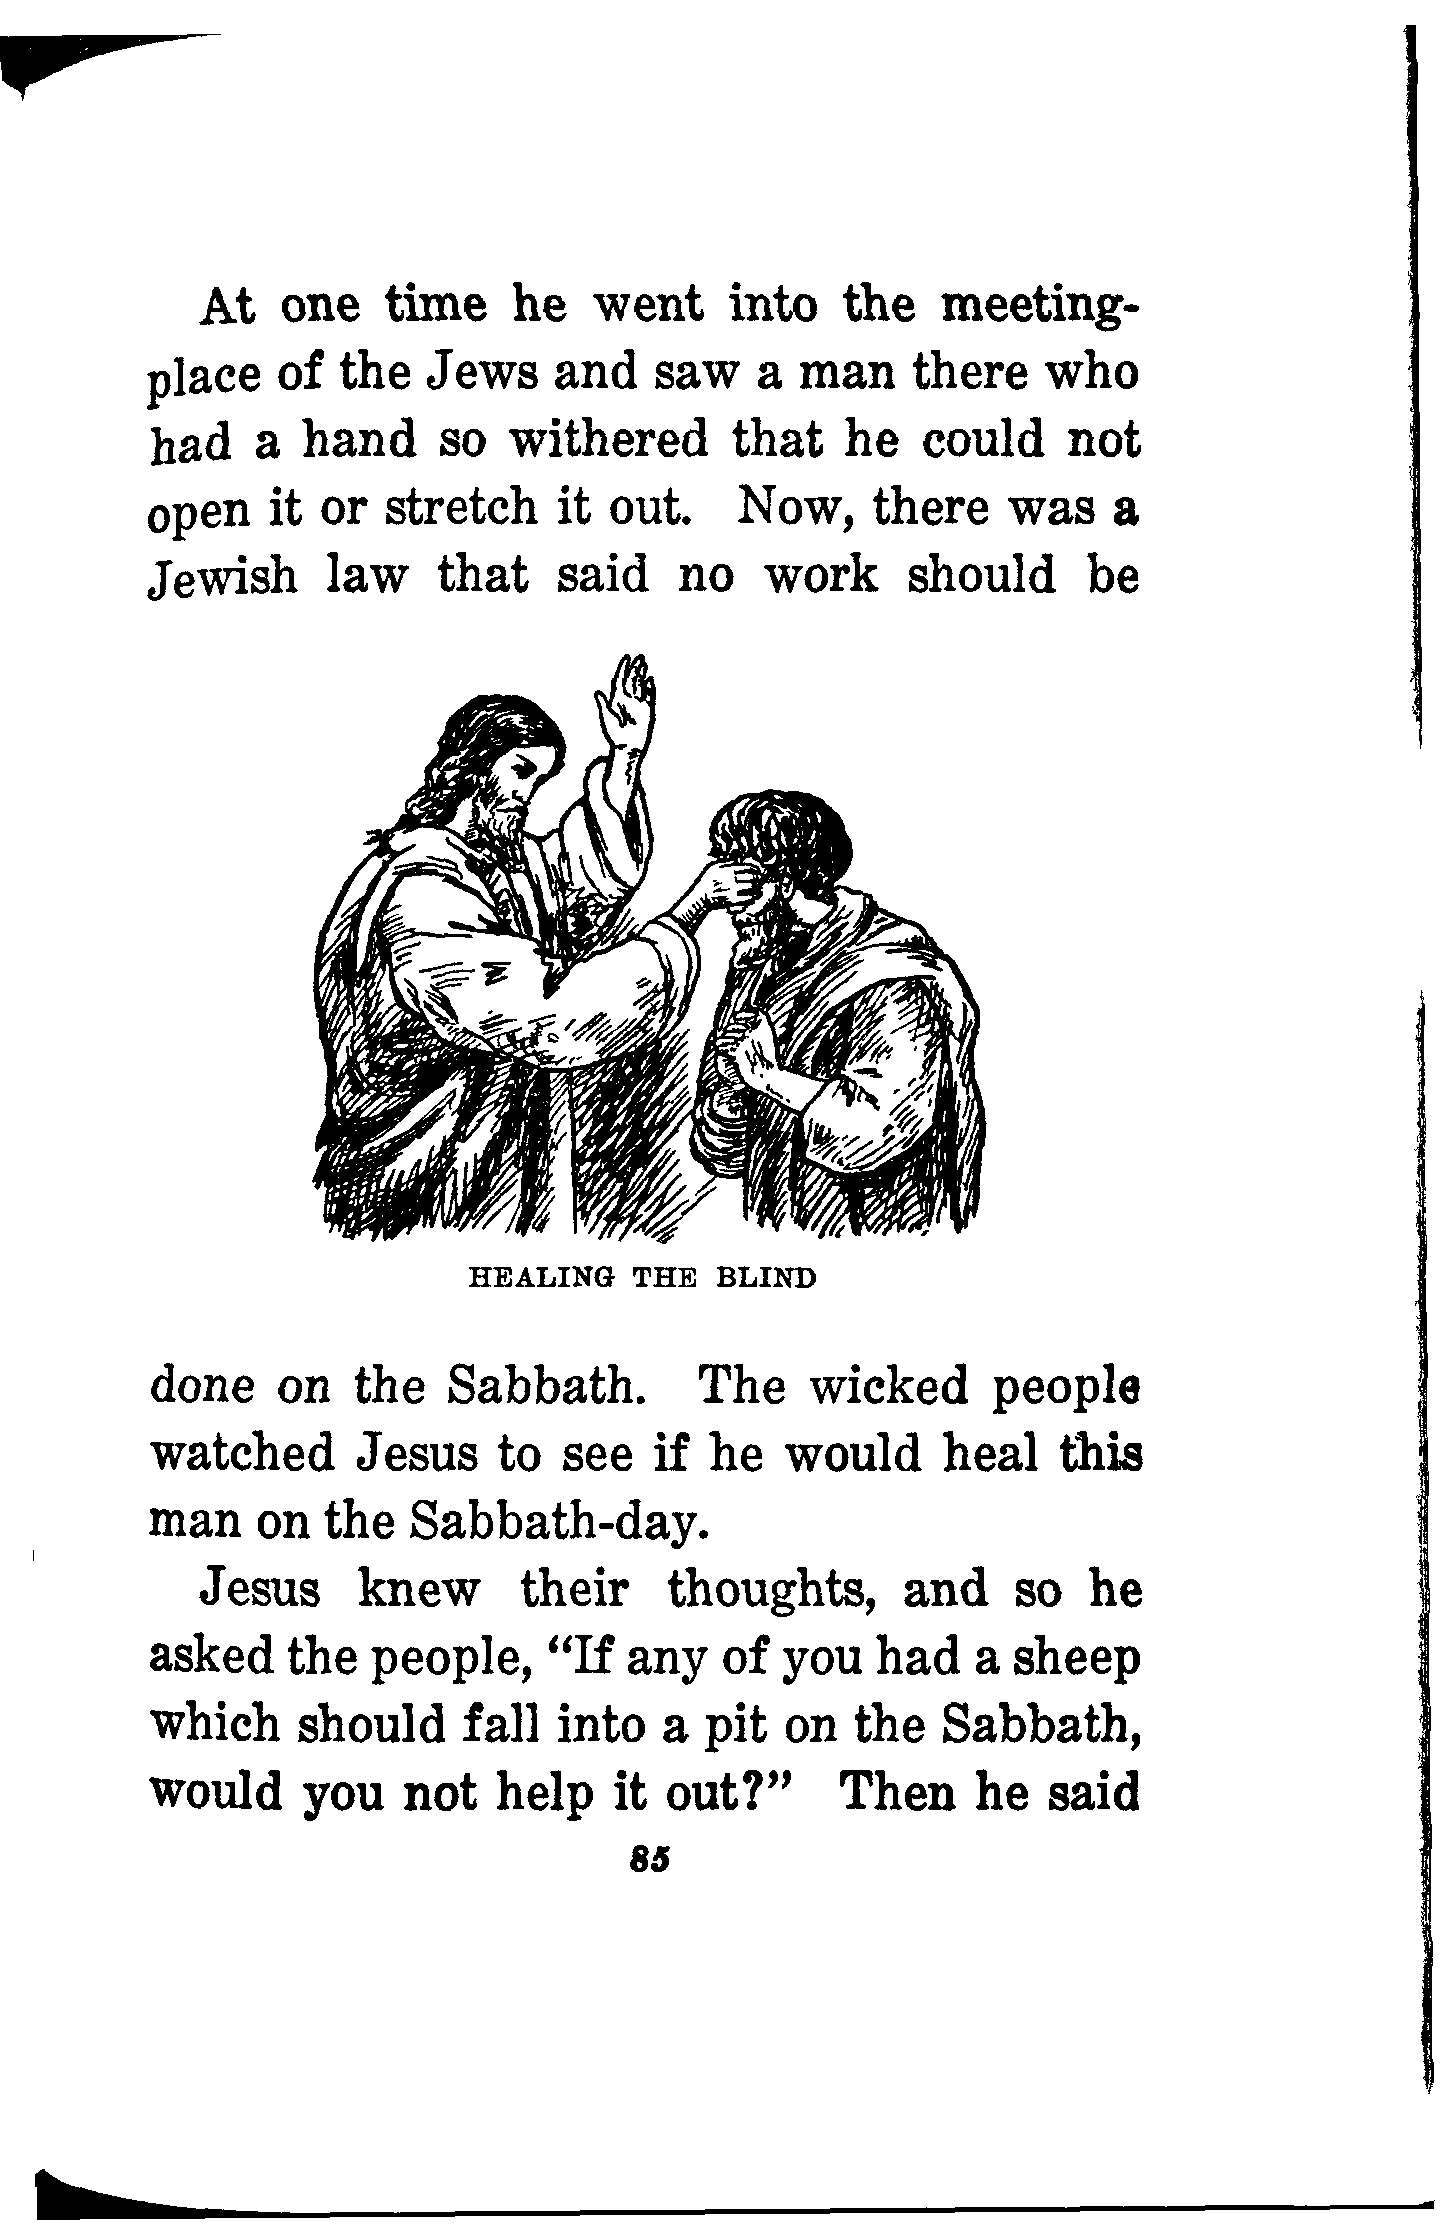 At one time he went into the meeting-
place of the Jews and saw a man there who
had a hand so withered that he could not
open it or stretch it out. Now, there was a
Jewish law that said no work should be
HEALING THE BLIND
done on the Sabbath. The wicked people
watched Jesus to see if he would heal this
man on the Sabbath-day.
Jesus knew their thoughts, and so he
asked the people, “If any of you had a sheep
which should fall into a pit on the Sabbath,
would you not help it out?” Then he said
85